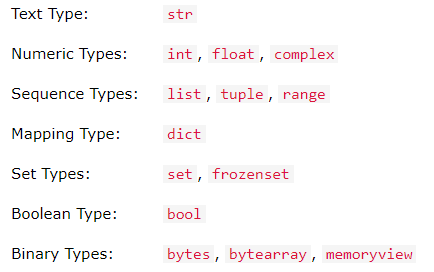 Text Type: str
Numeric Types: int, float, complex
Sequence Types: list, tuple, range
Mapping Type: dict
Set Types: set, frozenset
Boolean Type: bool
Binary Types: bytes, bytearray, memoryview